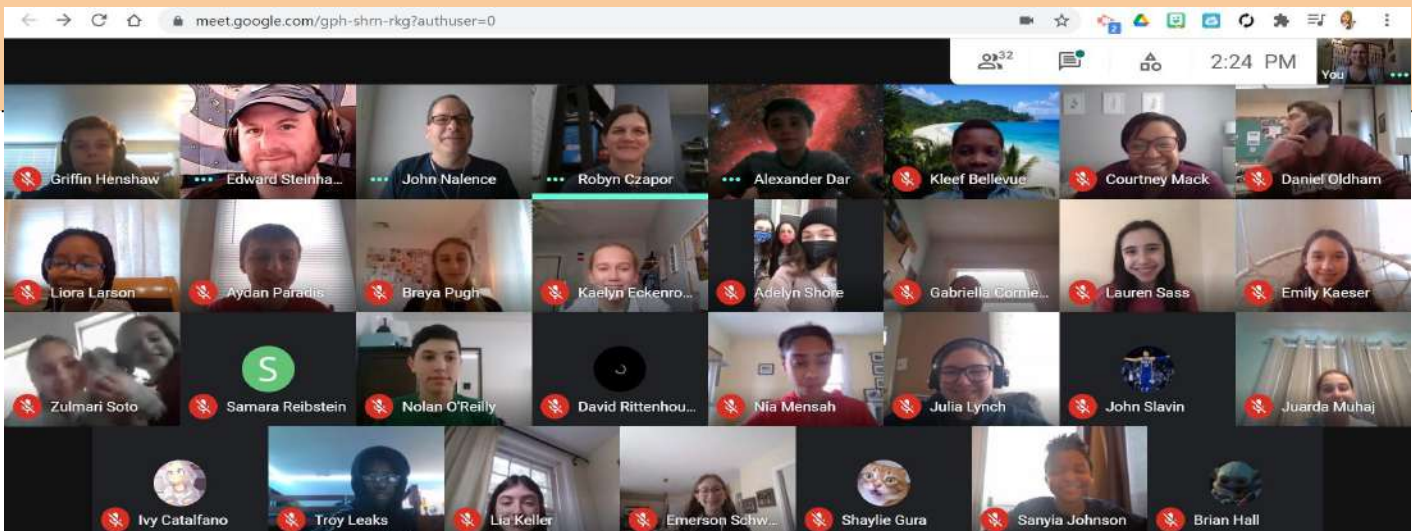 meet.google.com/gph-shrn-rkg?authuser=0
2
32
2:24 PM
You
Griffin Henshaw
Edward Steinha...
John Nalence
Robyn Czapor
Alexander Dar
Kleef Bellevue
Courtney Mack
Daniel Oldham
Liora Larson
Aydan Paradis
Braya Pugh
Kaelyn Eckenro...
Adelyn Shore
Gabriella Cornie...
Lauren Sass
Emily Kaeser
Zulmari Soto
S
Samara Reibstein
Nolan O'Reilly
David Rittenhou...
Nia Mensah
Julia Lynch
John Slavin
Juarda Muhaj
Ivy Catalfano
Troy Leaks
Lia Keller
Emerson Schw...
Shaylie Gura
Sanyia Johnson
Brian Hall